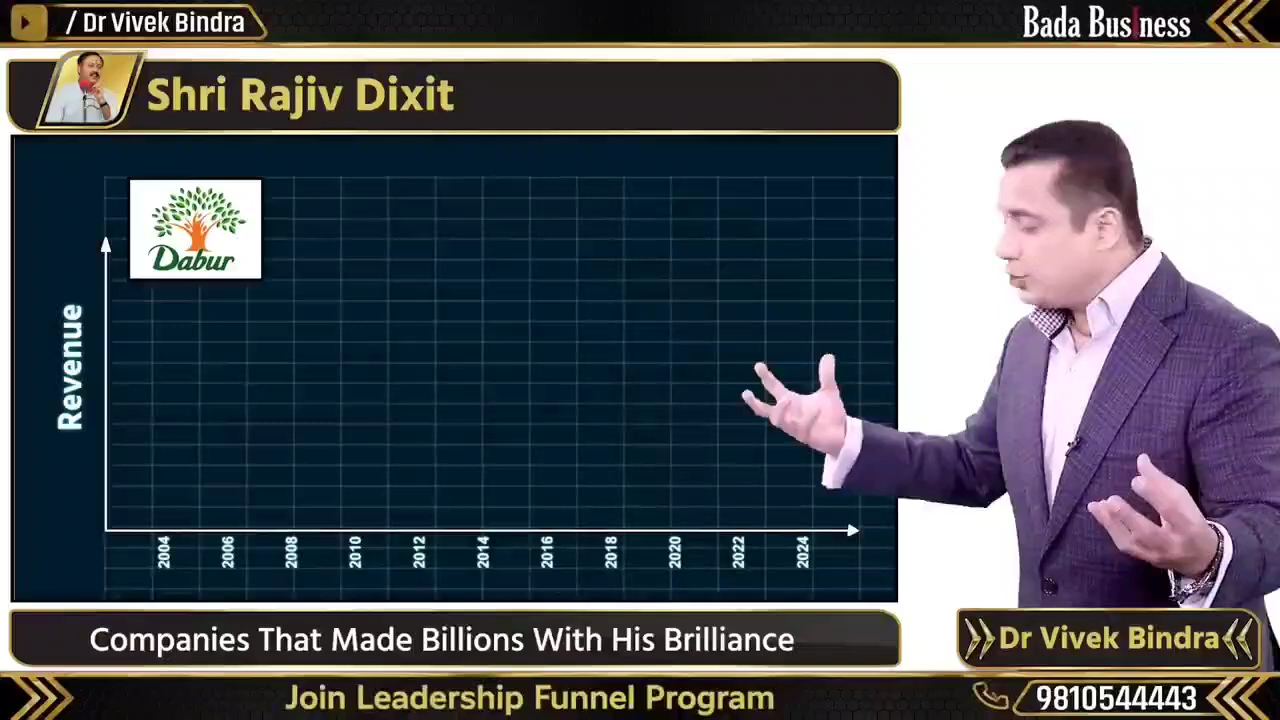 / Dr Vivek Bindra
Bada Business
Shri Rajiv Dixit
Dabur
Revenue
2004
2006
2008
2010
2012
2014
2016
2018
2020
2022
2024
Companies That Made Billions With His Brilliance
Dr Vivek Bindra
Join Leadership Funnel Program
9810544443